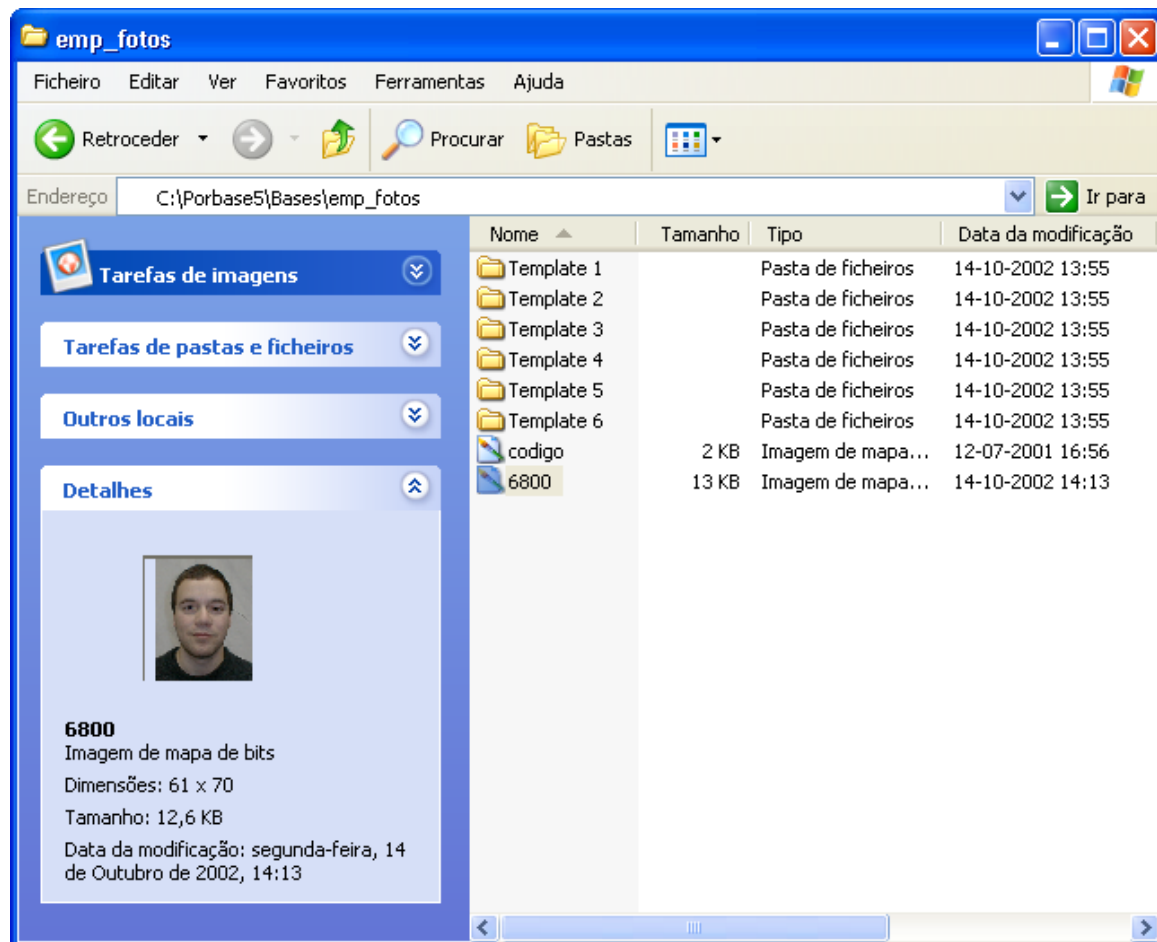 emp_fotos
Ficheiro Editar Ver Favoritos Ferramentas Ajuda
Retroceder Procurar Pastas
Endereço C:\Porbase5\Bases\emp_fotos Ir para
Tarefas de imagens
Tarefas de pastas e ficheiros
Outros locais
Detalhes
6800
Imagem de mapa de bits
Dimensões: 61 x 70
Tamanho: 12,6 KB
Data da modificação: segunda-feira, 14
de Outubro de 2002, 14:13
Nome Tamanho Tipo Data da modificação
Template 1 Pasta de ficheiros 14-10-2002 13:55
Template 2 Pasta de ficheiros 14-10-2002 13:55
Template 3 Pasta de ficheiros 14-10-2002 13:55
Template 4 Pasta de ficheiros 14-10-2002 13:55
Template 5 Pasta de ficheiros 14-10-2002 13:55
Template 6 Pasta de ficheiros 14-10-2002 13:55
codigo 2 KB Imagem de mapa... 12-07-2001 16:56
6800 13 KB Imagem de mapa... 14-10-2002 14:13